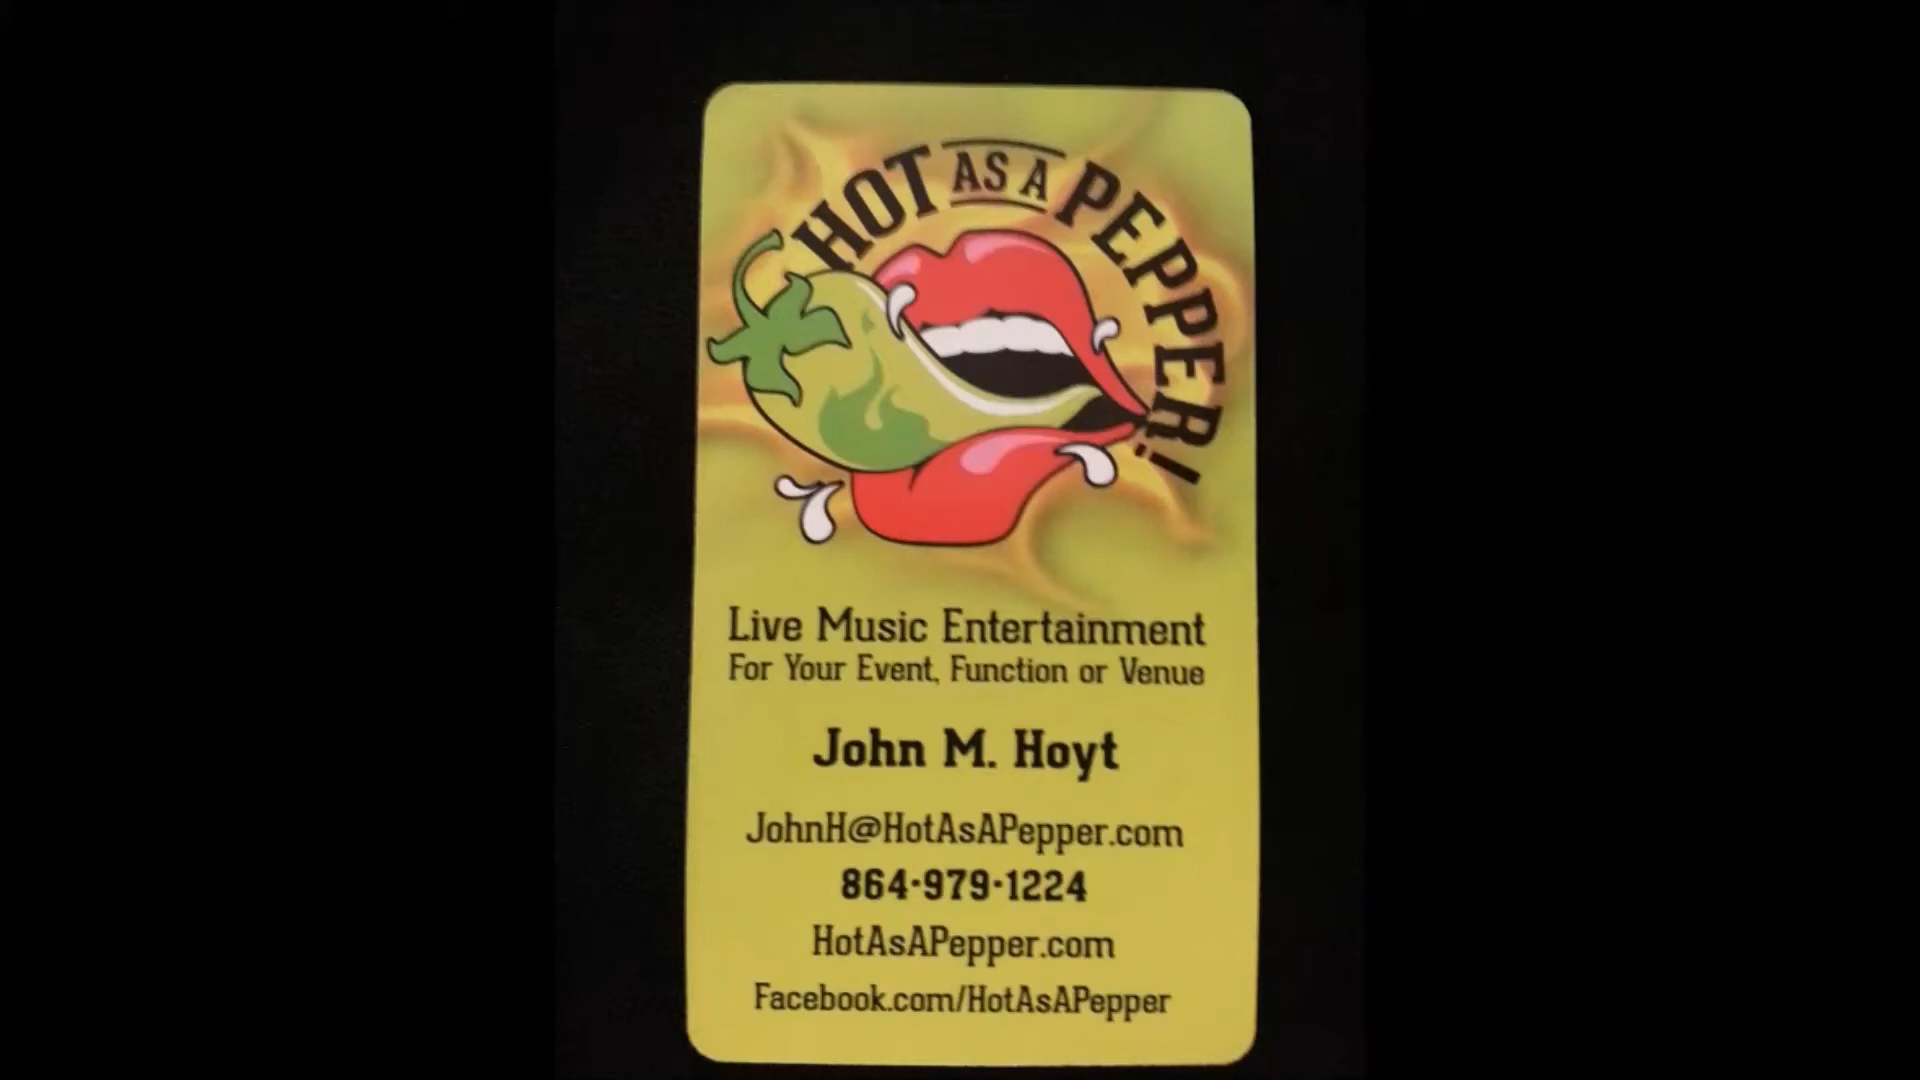 HOT AS A PEPPER!
Live Music Entertainment
For Your Event, Function or Venue
John M. Hoyt
JohnH@HotAsAPepper.com
864•979•1224
HotAsAPepper.com
Facebook.com/HotAsAPepper